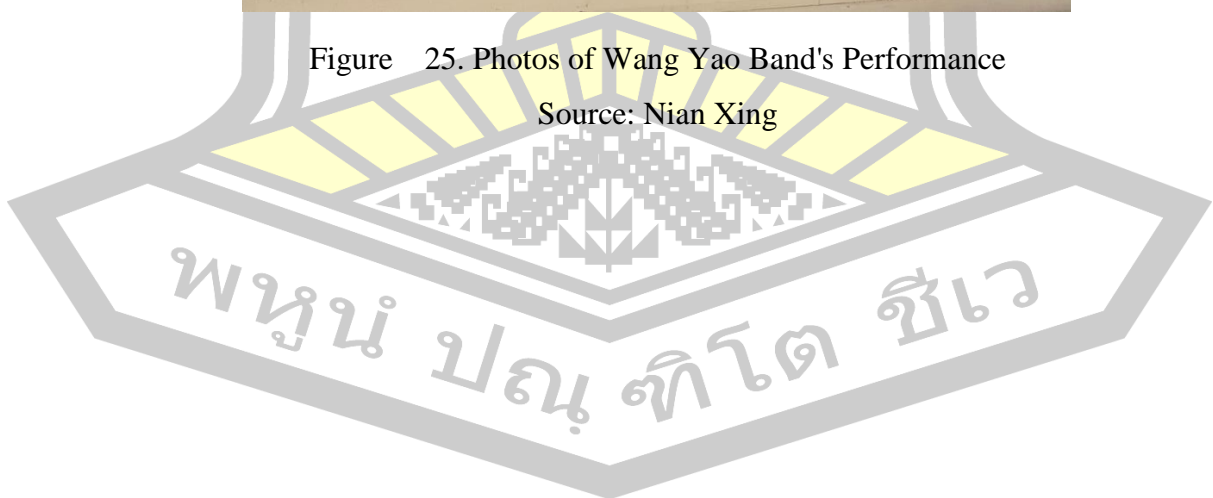 Figure 25. Photos of Wang Yao Band's Performance
Source: Nian Xing
พหูนํ ปณฺฑิโต ชีเว